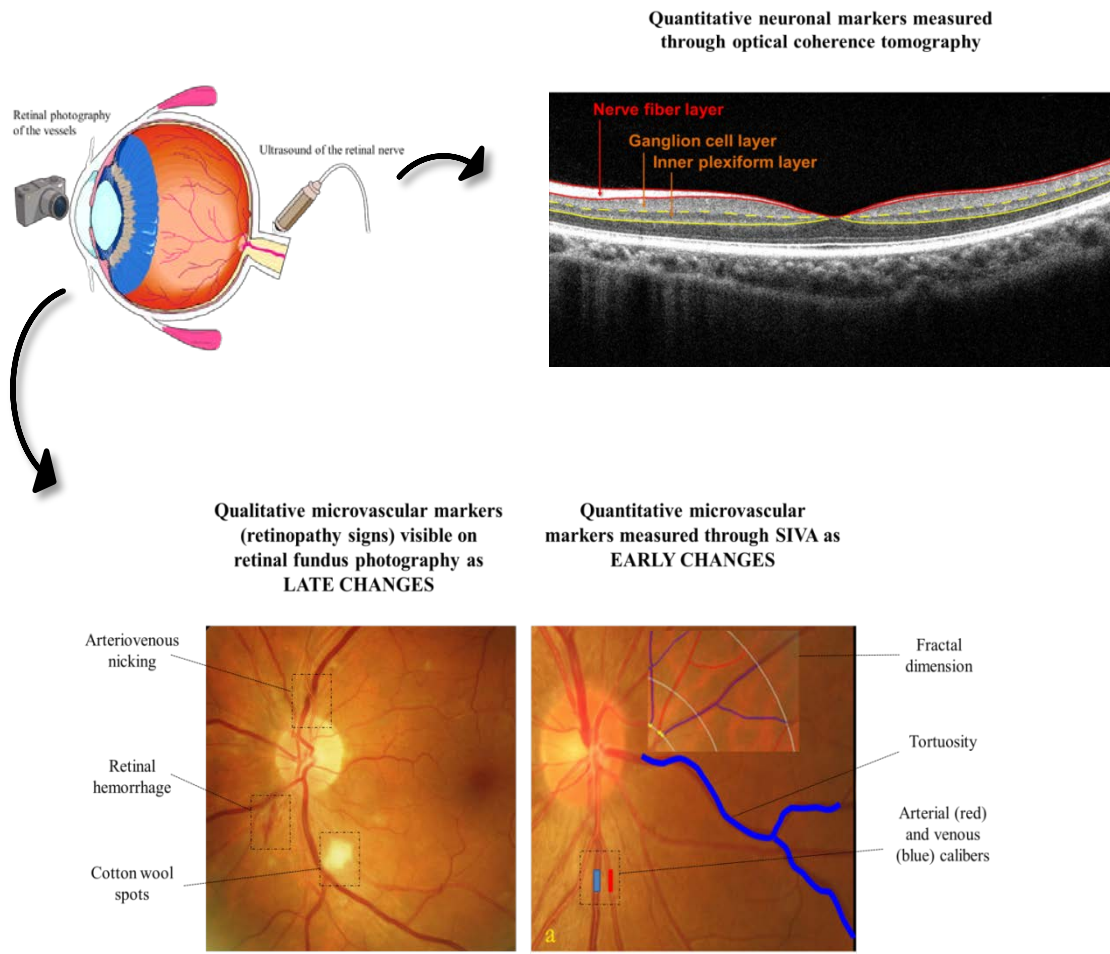 Quantitative neuronal markers measured
through optical coherence tomography
Retinal photography
of the vessels
Ultrasound of the retinal nerve
Nerve fiber layer
Ganglion cell layer
Inner plexiform layer
Qualitative microvascular markers
(retinopathy signs) visible on
retinal fundus photography as
LATE CHANGES
Quantitative microvascular
markers measured through SIVA as
EARLY CHANGES
Arteriovenous
nicking
Retinal
hemorrhage
Cotton wool
spots
Fractal
dimension
Tortuosity
Arterial (red)
and venous
(blue) calibers
a